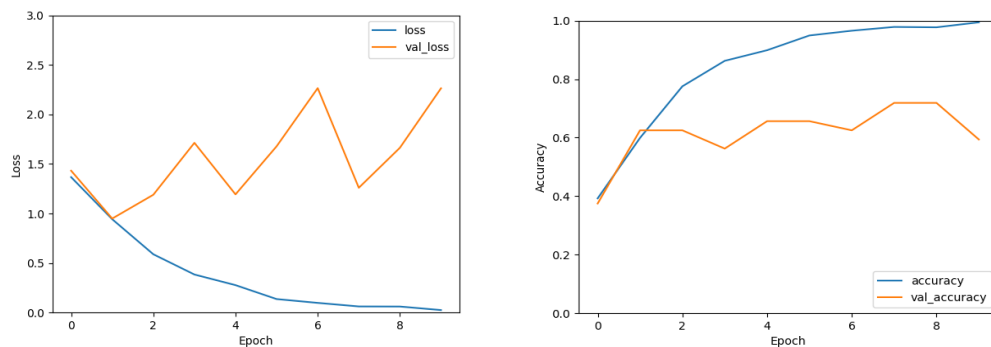 3.0
2.5
2.0
1.5
1.0
0.5
0.0
Loss
0 2 4 6 8
Epoch
loss
val_loss
1.0
0.8
0.6
0.4
0.2
0.0
Accuracy
0 2 4 6 8
Epoch
accuracy
val_accuracy